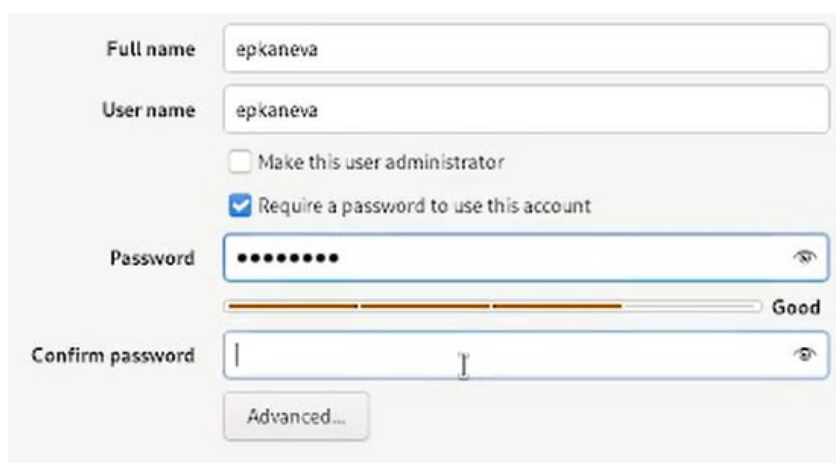 Full name epkaneva
User name epkaneva
Make this user administrator
Require a password to use this account
Password ••••••••
Good
Confirm password
Advanced...